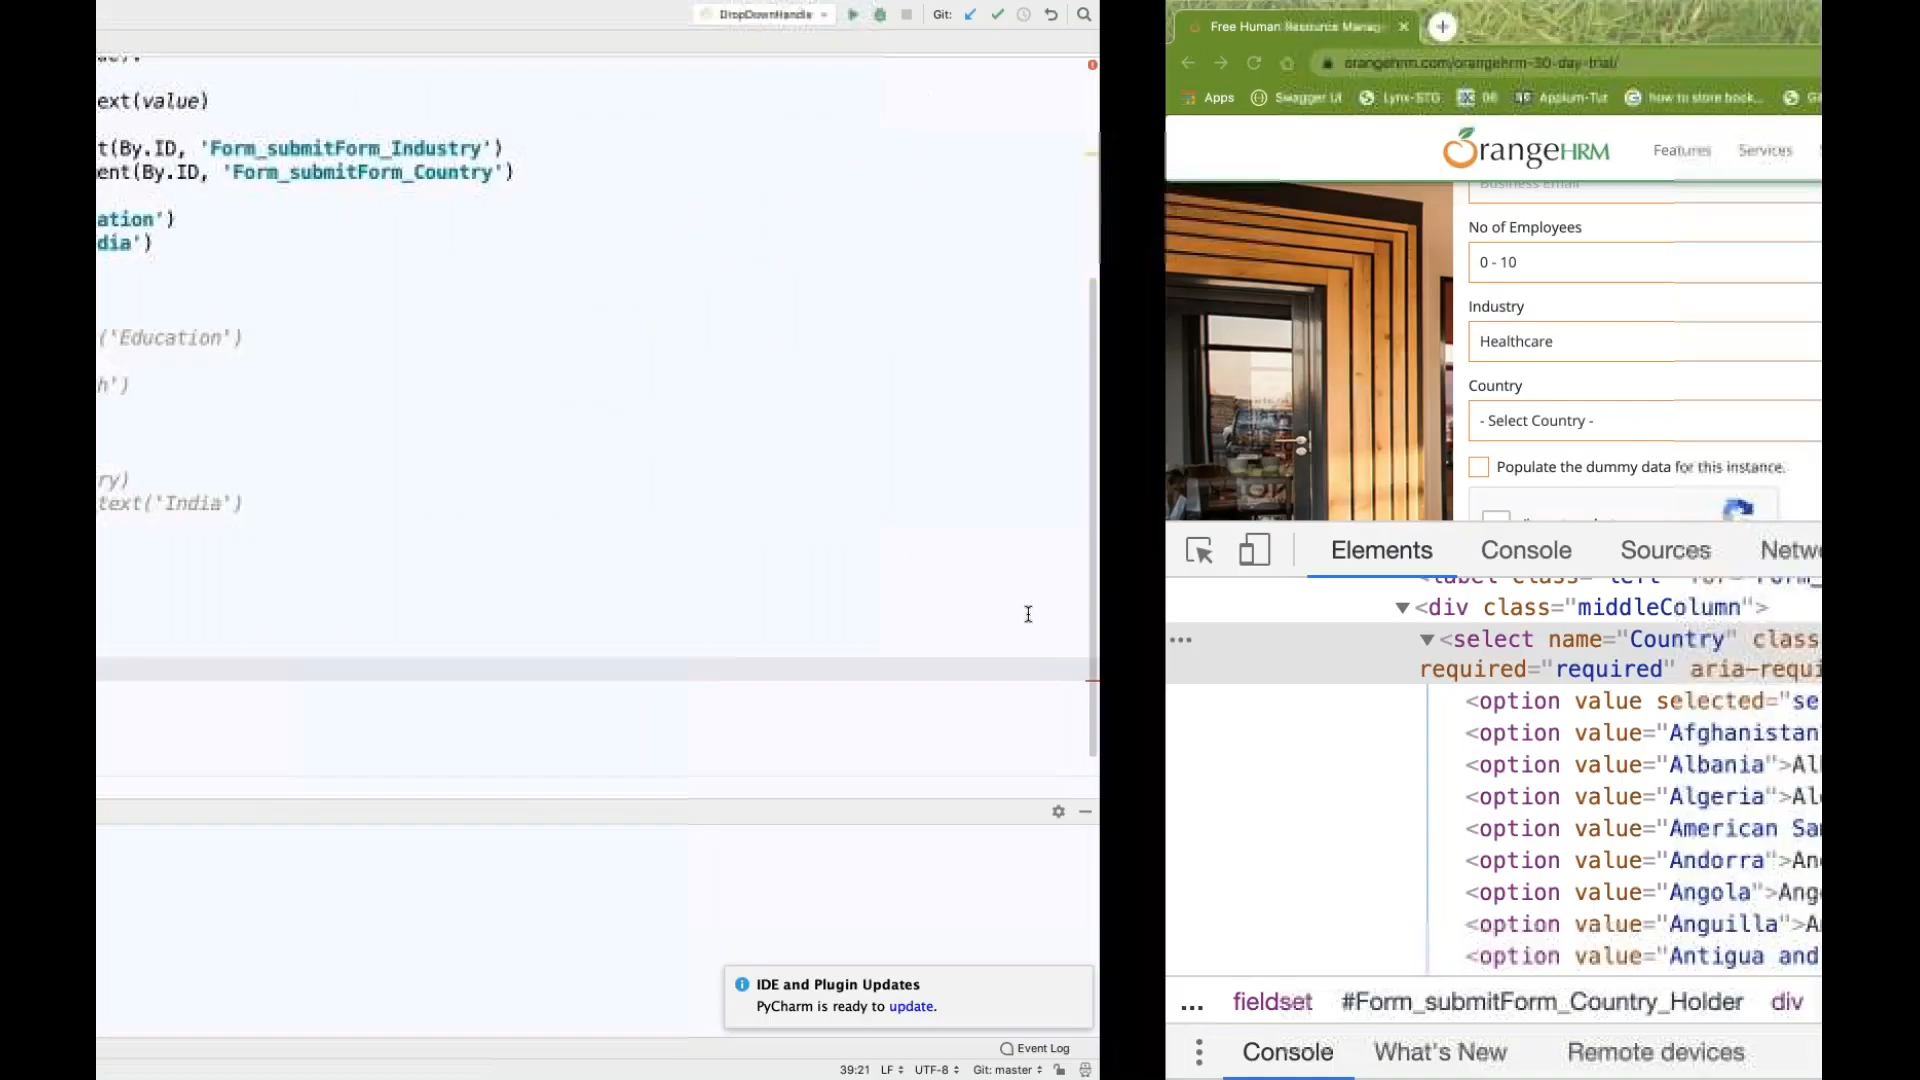 DropDownHandle
Git:
ext(value)
t(By.ID, 'Form_submitForm_Industry')
ent(By.ID, 'Form_submitForm_Country')
ation')
dia')
('Education')
h')
ry)
text('India')
IDE and Plugin Updates
PyCharm is ready to update.
Event Log
39:21 LF UTF-8 Git: master
Free Human Resource Manag
orangehrm.com/orangehrm-30-day-trial/
Apps Swagger UI Lynx-STG Appium-Tut how to store book...
OrangeHRM Features Services
Business Email
No of Employees
0 - 10
Industry
Healthcare
Country
- Select Country -
Populate the dummy data for this instance.
Elements Console Sources Netwo
<div class="middleColumn">
<select name="Country" class
required="required" aria-requi
<option value selected="se
<option value="Afghanistan
<option value="Albania">Al
<option value="Algeria">Al
<option value="American Sa
<option value="Andorra">An
<option value="Angola">Ang
<option value="Anguilla">A
<option value="Antigua and
... fieldset #Form_submitForm_Country_Holder div
Console What's New Remote devices